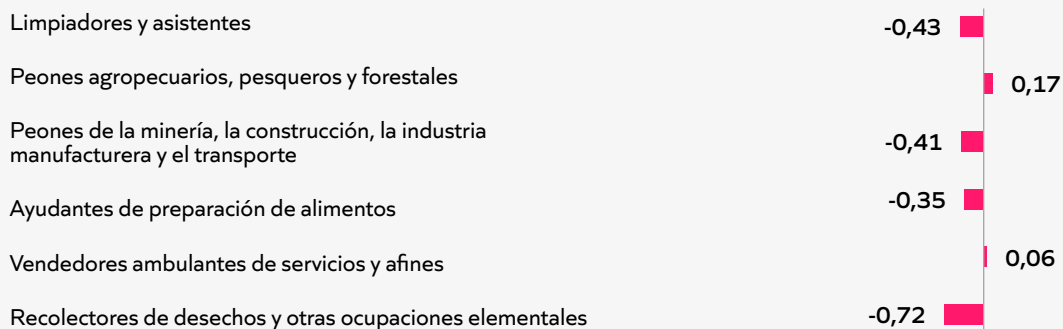 Limpiadores y asistentes -0,43
Peones agropecuarios, pesqueros y forestales 0,17
Peones de la minería, la construcción, la industria
manufacturera y el transporte -0,41
Ayudantes de preparación de alimentos -0,35
Vendedores ambulantes de servicios y afines 0,06
Recolectores de desechos y otras ocupaciones elementales -0,72